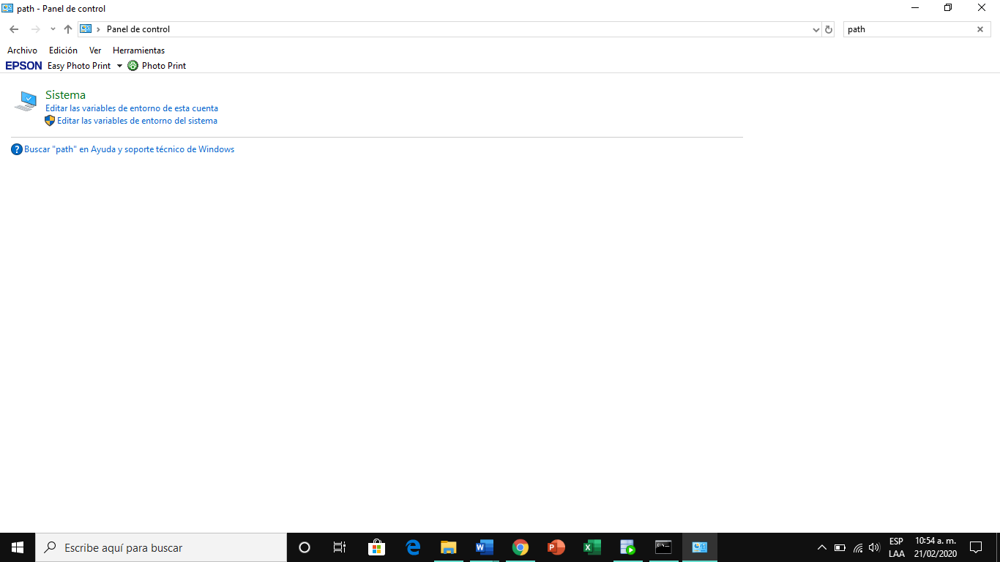 path - Panel de control
Panel de control
path
Archivo Edición Ver Herramientas
EPSON Easy Photo Print Photo Print
Sistema
Editar las variables de entorno de esta cuenta
Editar las variables de entorno del sistema
? Buscar "path" en Ayuda y soporte técnico de Windows
Escribe aquí para buscar
ESP 10:54 a. m.
LAA 21/02/2020